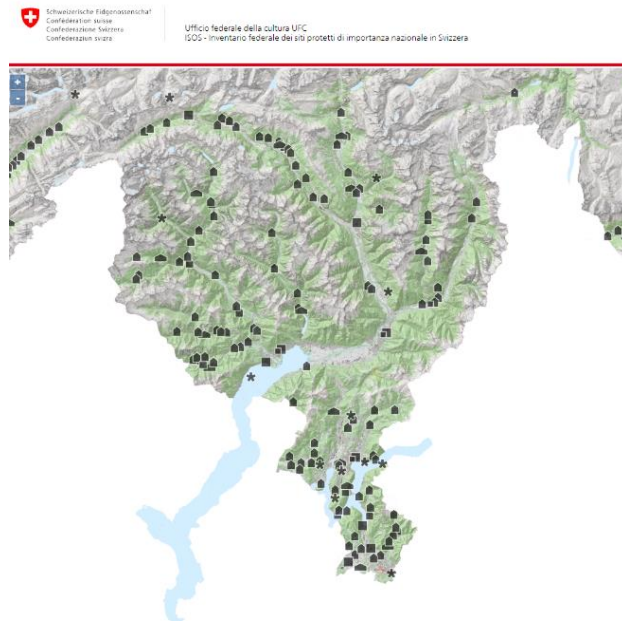 Schweizerische Eidgenossenschaf
Confédération suisse
Confederazione Svizzera
Confederaziun svizra
Ufficio federale della cultura UFC
ISOS - Inventario federale dei siti protetti di importanza nazionale in Svizzera
+
-